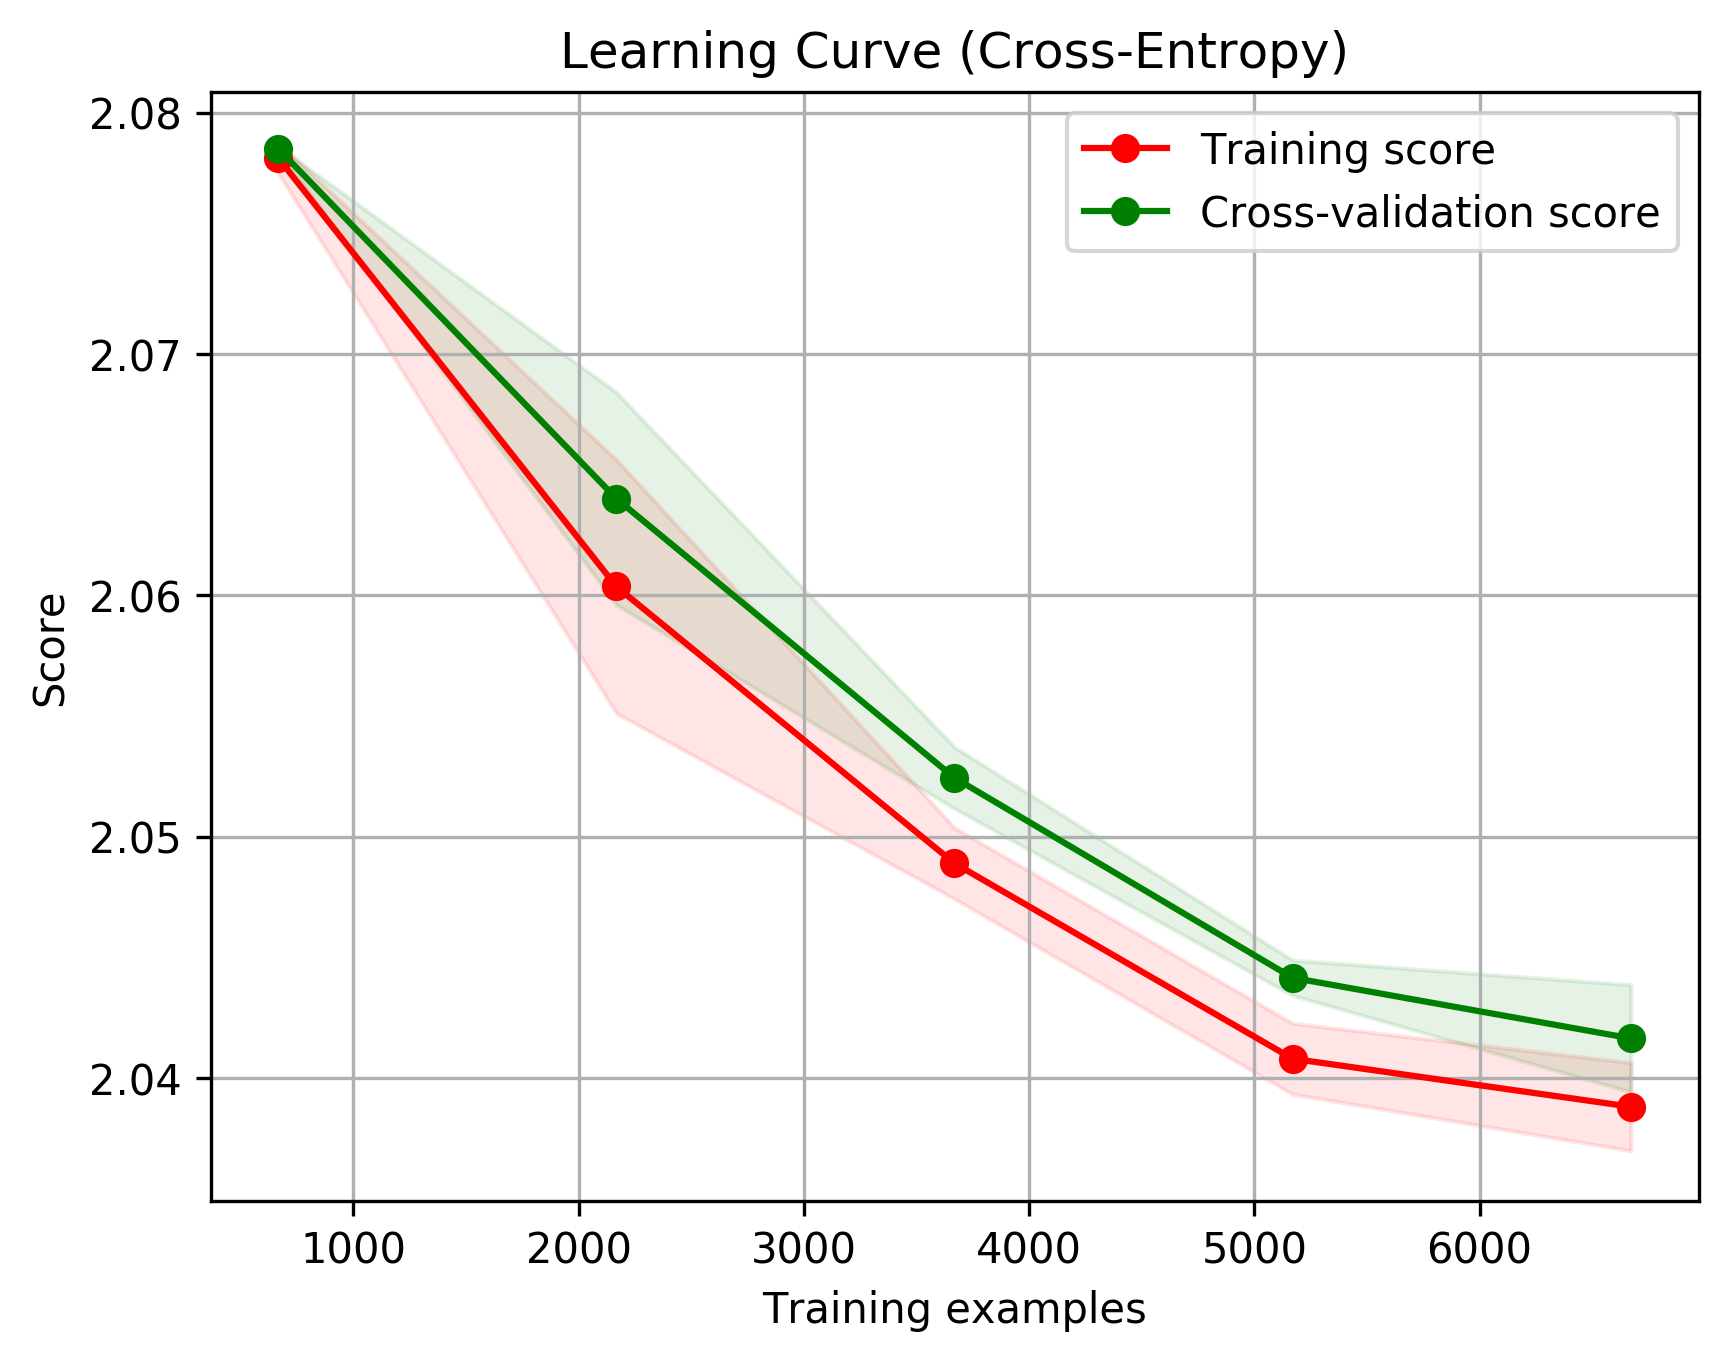 Learning Curve (Cross-Entropy)
Training score
Cross-validation score
Score
2.08
2.07
2.06
2.05
2.04
1000 2000 3000 4000 5000 6000
Training examples